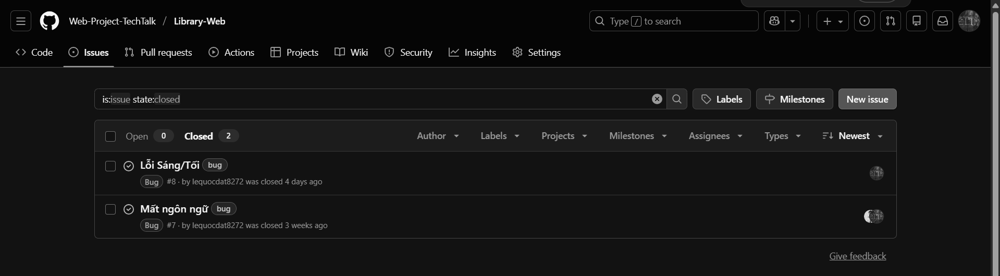 Web-Project-TechTalk / Library-Web
Type / to search
Code Issues Pull requests Actions Projects Wiki Security Insights Settings
is:issue state:closed
Labels Milestones New issue
Open 0 Closed 2 Author Labels Projects Milestones Assignees Types Newest
Lỗi Sáng/Tối bug
Bug #8 · by lequocdat8272 was closed 4 days ago
Mất ngôn ngữ bug
Bug #7 · by lequocdat8272 was closed 3 weeks ago
Give feedback